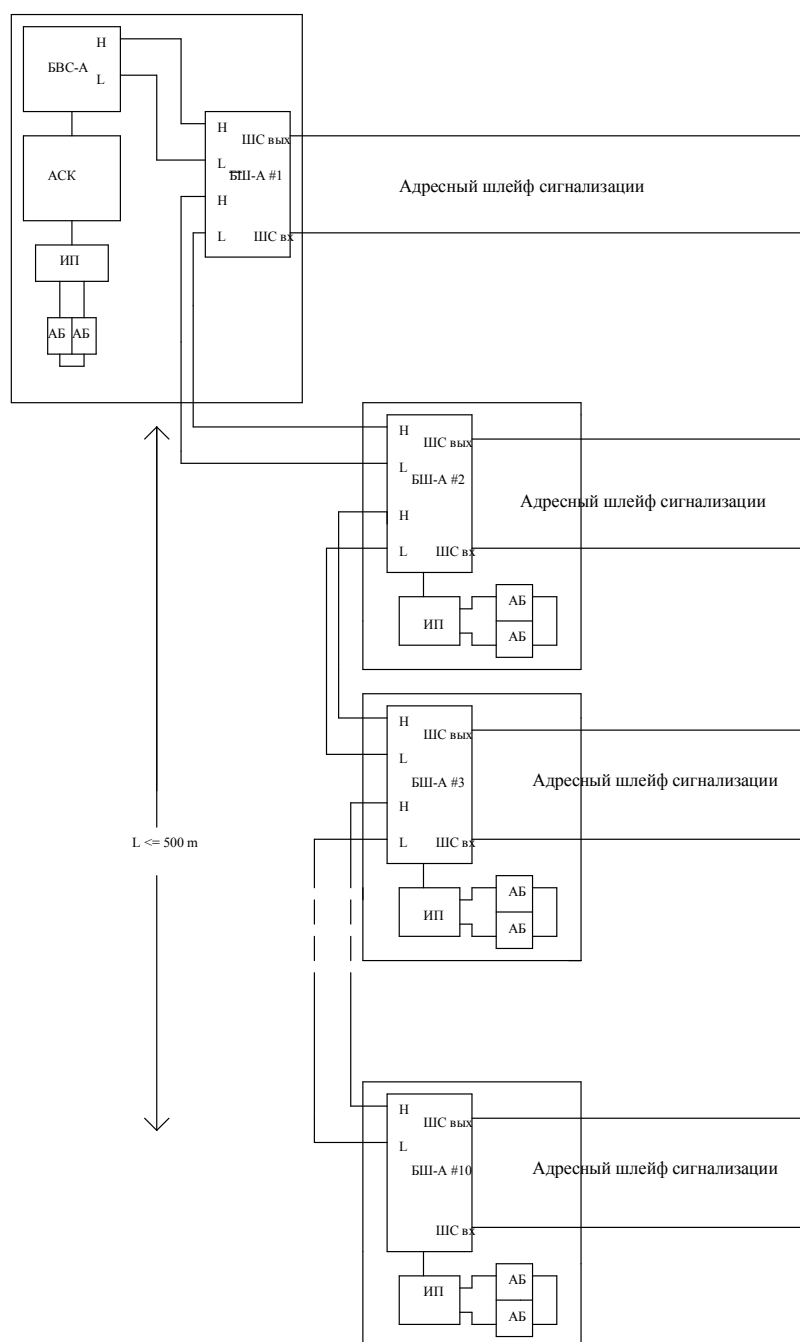 H
БВС-А
L
H
ШС вых
АСК
L
БШ-А #1
Адресный шлейф сигнализации
H
L
ШС вх
ИП
АБ
АБ
H
ШС вых
L
БШ-А #2
Адресный шлейф сигнализации
H
L
ШС вх
АБ
ИП
АБ
H
ШС вых
L
БШ-А #3
Адресный шлейф сигнализации
H
L
ШС вх
L <= 500 m
АБ
ИП
АБ
H
ШС вых
L
БШ-А #10
Адресный шлейф сигнализации
ШС вх
АБ
ИП
АБ